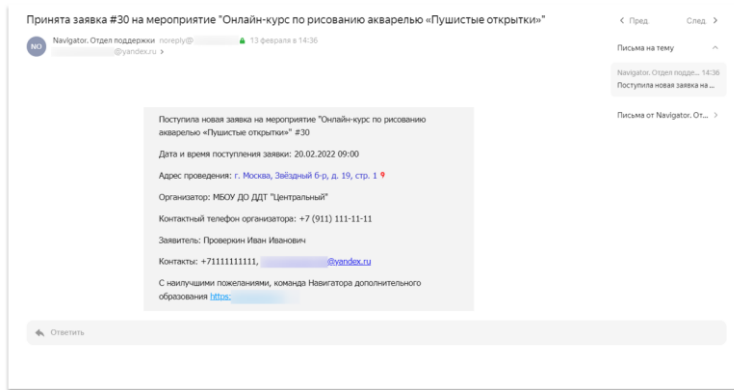 Принята заявка #30 на мероприятие "Онлайн-курс по рисованию акварелью «Пушистые открытки»"
Пред. След.
NO
Navigator. Отдел поддержки noreply@ 13 февраля в 14:36
@yandex.ru
Письма на тему
Navigator. Отдел подде... 14:36
Поступила новая заявка на ...
Письма от Navigator. От...
Поступила новая заявка на мероприятие "Онлайн-курс по рисованию
акварелью «Пушистые открытки»" #30
Дата и время поступления заявки: 20.02.2022 09:00
Адрес проведения: г. Москва, Звёздный б-р, д. 19, стр. 1
Организатор: МБОУ ДО ДДТ "Центральный"
Контактный телефон организатора: +7 (911) 111-11-11
Заявитель: Проверкин Иван Иванович
Контакты: +71111111111, @yandex.ru
С наилучшими пожеланиями, команда Навигатора дополнительного
образования https:
Ответить